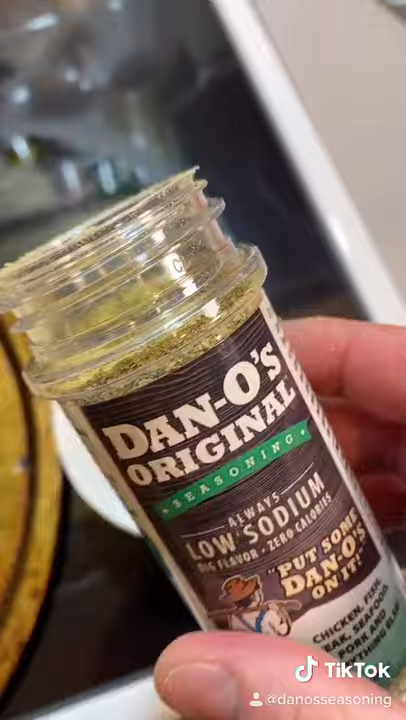 DAN-O'S
ORIGINAL
SEASONING
ALWAYS
LOW SODIUM
BIG FLAVOR • ZERO CALORIES
"PUT SOME
DAN-O'S
ON IT!"
CHICKEN, FISH,
SEAFOOD,
PORK AND
TikTok
@danosseasoning